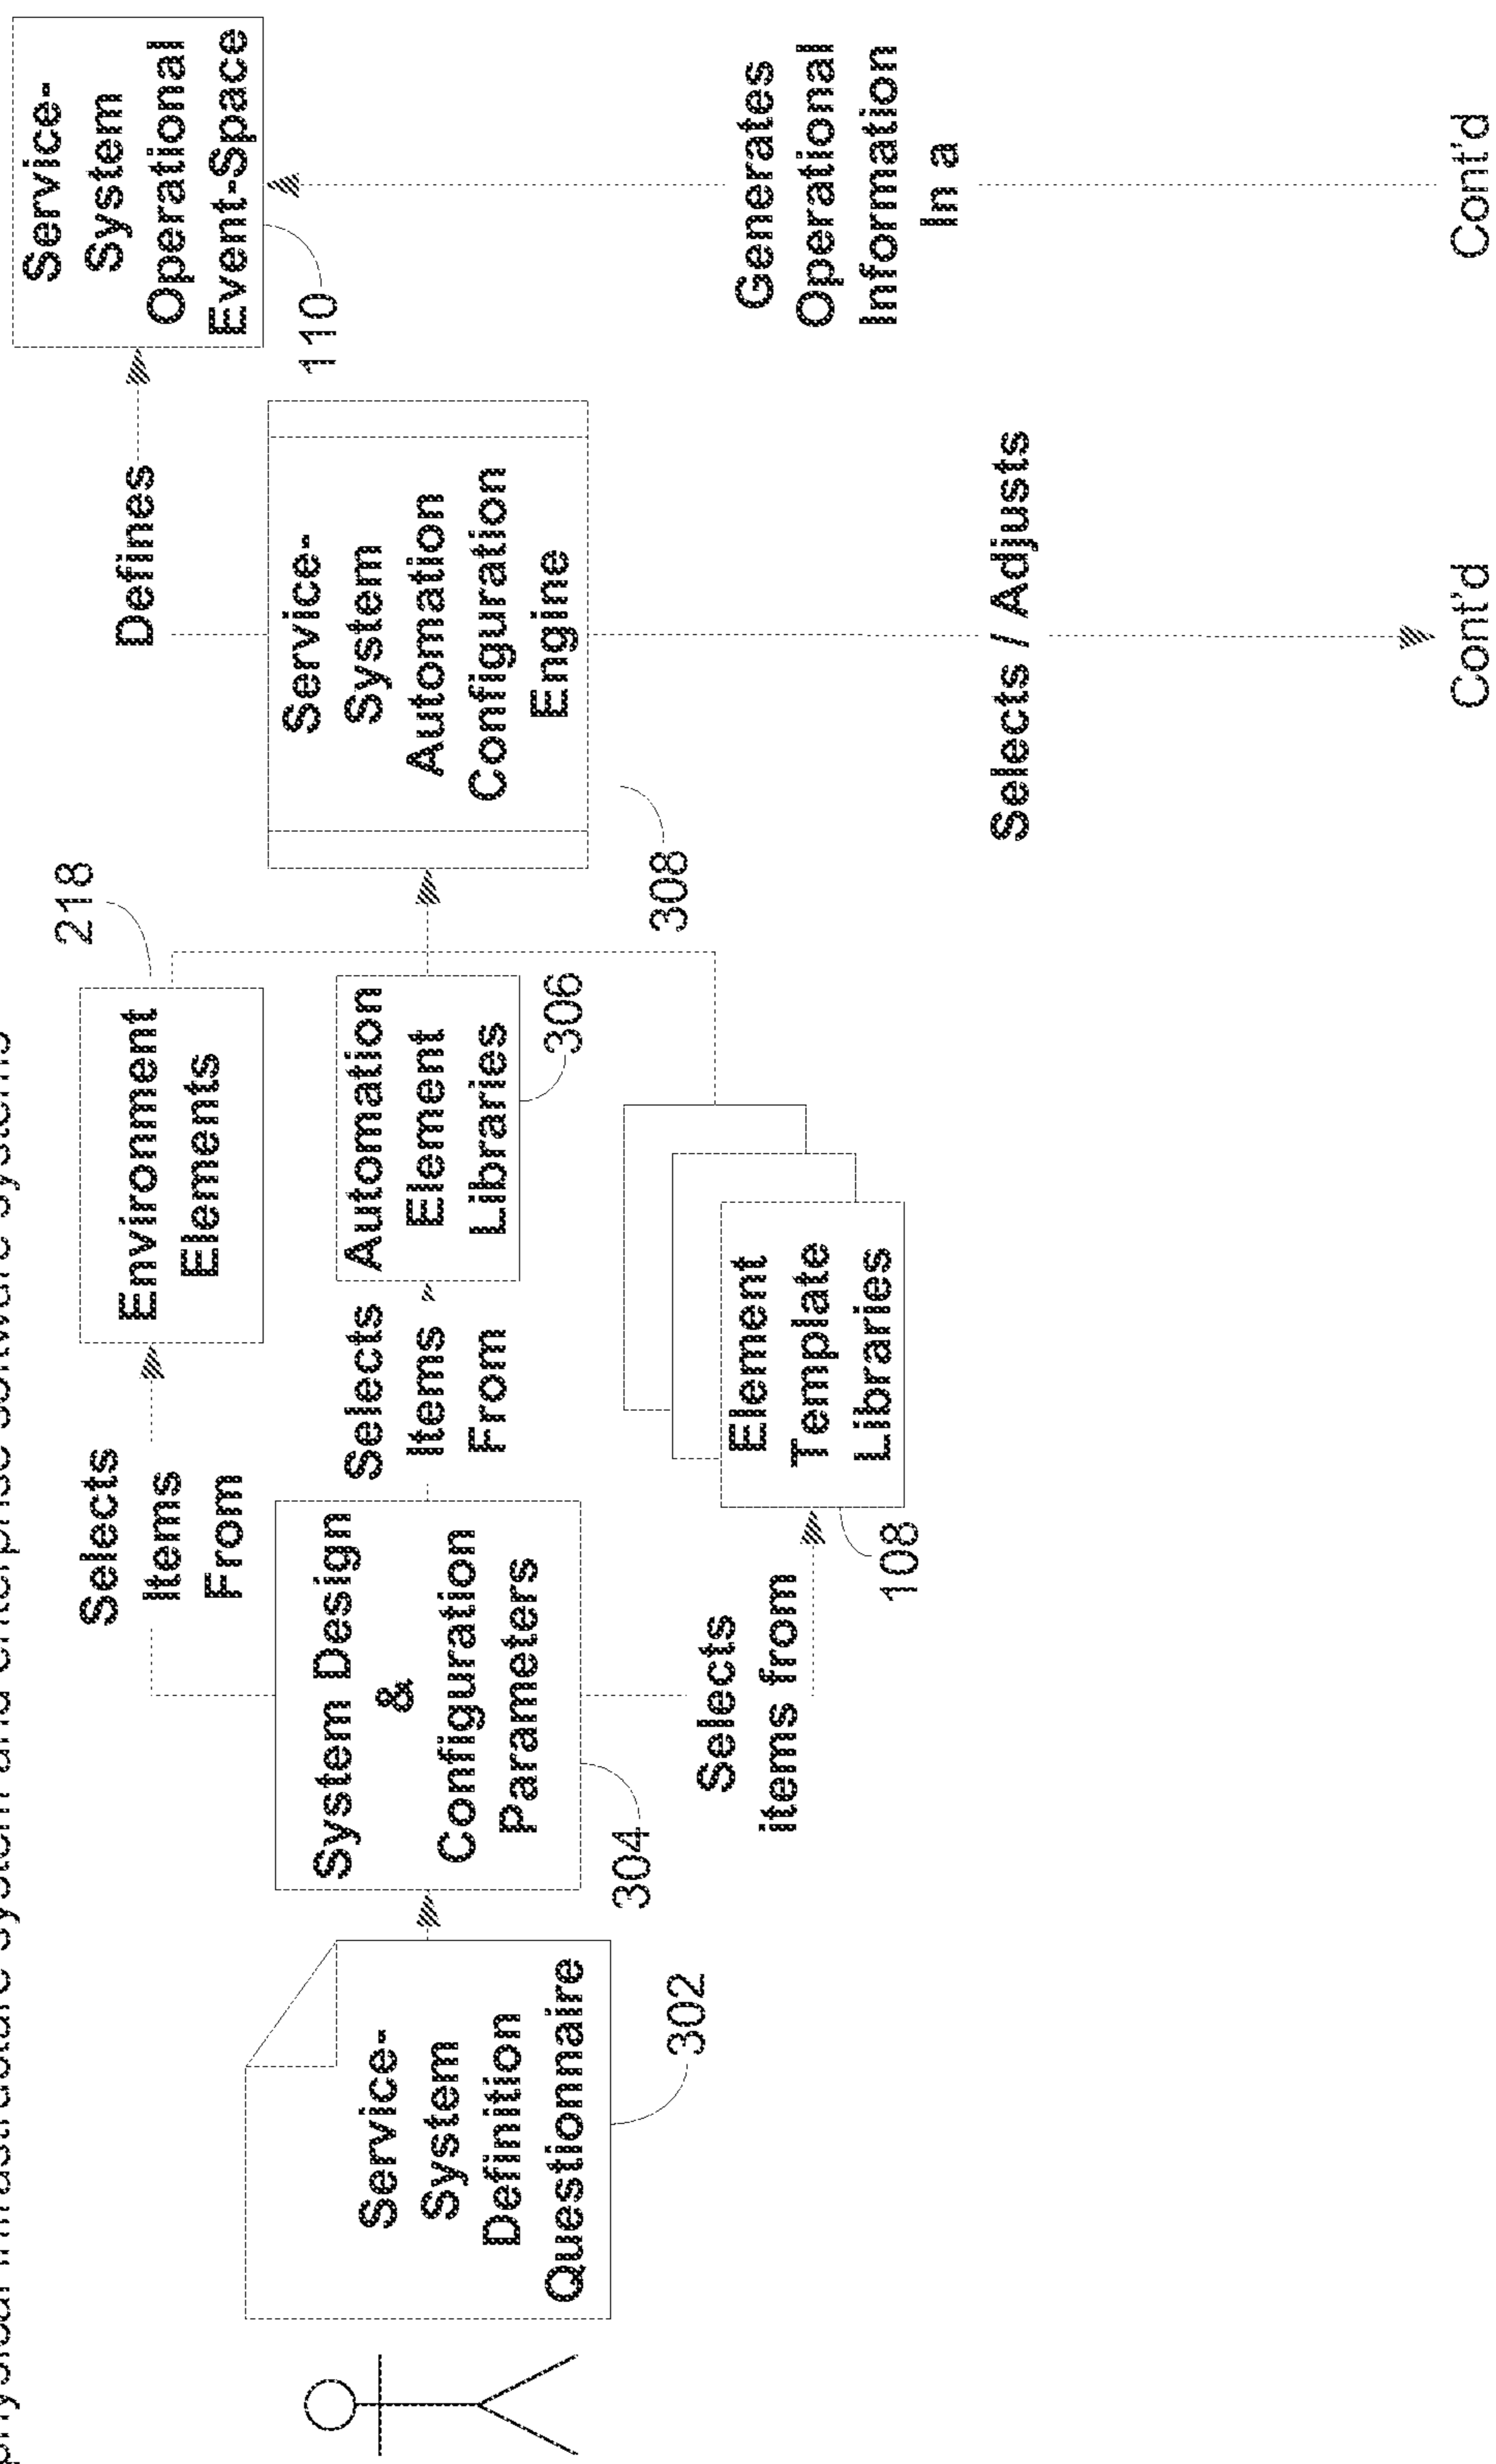 physical infrastructure system and enterprise software systems
Service-
System
Definition
Questionnaire
302
System Design
&
Configuration
Parameters
304
Selects
Items
From
Selects
Items
From
Selects
items from
Environment
Elements
218
Automation
Element
Libraries
306
Element
Template
Libraries
108
Service-
System
Automation
Configuration
Engine
308
Defines
Service-
System
Operational
Event-Space
110
Selects / Adjusts
Generates
Operational
Information
In a
Cont'd
Cont'd